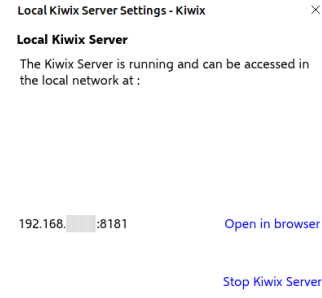 Local Kiwix Server Settings - Kiwix
Local Kiwix Server
The Kiwix Server is running and can be accessed in
the local network at :
192.168. :8181
Open in browser
Stop Kiwix Server